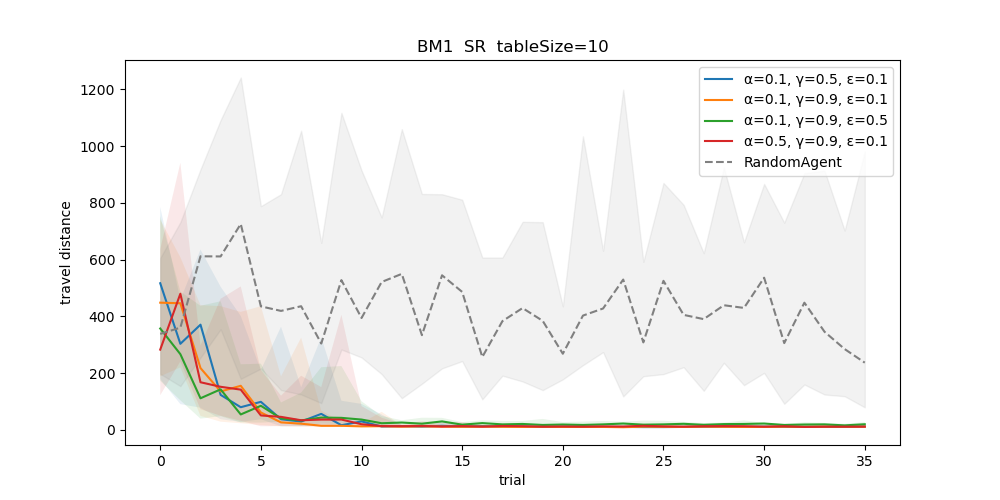 BM1  SR  tableSize=10
travel distance
1200
1000
800
600
400
200
0
α=0.1, γ=0.5, ε=0.1
α=0.1, γ=0.9, ε=0.1
α=0.1, γ=0.9, ε=0.5
α=0.5, γ=0.9, ε=0.1
RandomAgent
0 5 10 15 20 25 30 35
trial